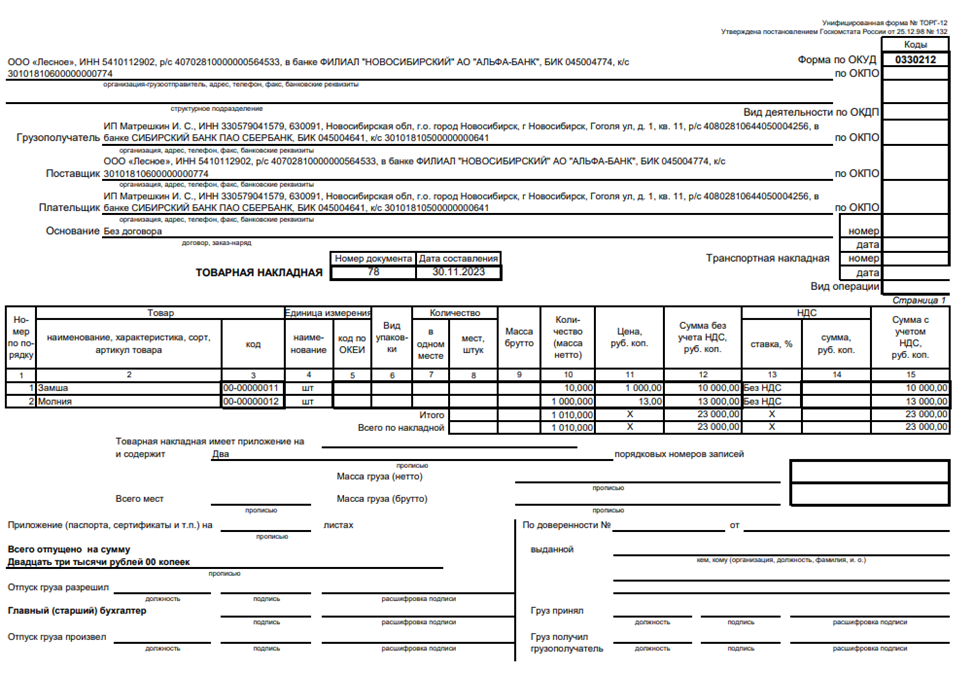 Унифицированная форма № ТОРГ-12
Утверждена постановлением Госкомстата России от 25.12.98 № 132
Коды
Форма по ОКУД 0330212
ООО «Лесное», ИНН 5410112902, р/с 40702810000000564533, в банке ФИЛИАЛ "НОВОСИБИРСКИЙ" АО "АЛЬФА-БАНК", БИК 045004774, к/с
30101810600000000774 по ОКПО
организация-грузоотправитель, адрес, телефон, факс, банковские реквизиты
структурное подразделение
Вид деятельности по ОКДП
ИП Матрешкин И. С., ИНН 330579041579, 630091, Новосибирская обл, г.о. город Новосибирск, г Новосибирск, Гоголя ул, д. 1, кв. 11, р/с 40802810644050004256, в
Грузополучатель банке СИБИРСКИЙ БАНК ПАО СБЕРБАНК, БИК 045004641, к/с 30101810500000000641 по ОКПО
организация, адрес, телефон, факс, банковские реквизиты
ООО «Лесное», ИНН 5410112902, р/с 40702810000000564533, в банке ФИЛИАЛ "НОВОСИБИРСКИЙ" АО "АЛЬФА-БАНК", БИК 045004774, к/с
Поставщик 30101810600000000774 по ОКПО
организация, адрес, телефон, факс, банковские реквизиты
ИП Матрешкин И. С., ИНН 330579041579, 630091, Новосибирская обл, г.о. город Новосибирск, г Новосибирск, Гоголя ул, д. 1, кв. 11, р/с 40802810644050004256, в
Плательщик банке СИБИРСКИЙ БАНК ПАО СБЕРБАНК, БИК 045004641, к/с 30101810500000000641 по ОКПО
организация, адрес, телефон, факс, банковские реквизиты
Основание Без договора номер
договор, заказ-наряд дата
Номер документа Дата составления Транспортная накладная номер
ТОВАРНАЯ НАКЛАДНАЯ 78 30.11.2023 дата
Вид операции
Страница 1
Но-мер по по-рядку Товар Единица измерения Вид упаков-ки Количество Масса брутто Коли-чество (масса нетто) Цена, руб. коп. Сумма без учета НДС, руб. коп. НДС Сумма с учетом НДС, руб. коп.
наименование, характеристика, сорт, артикул товара код наиме-нование код по ОКЕИ в одном месте мест, штук ставка, % сумма, руб. коп.
1 2 3 4 5 6 7 8 9 10 11 12 13 14 15
1 Замша 00-00000011 шт 10,000 1 000,00 10 000,00 Без НДС 10 000,00
2 Молния 00-00000012 шт 1 000,000 13,00 13 000,00 Без НДС 13 000,00
Итого 1 010,000 X 23 000,00 X 23 000,00
Всего по накладной 1 010,000 X 23 000,00 X 23 000,00
Товарная накладная имеет приложение на
и содержит Два порядковых номеров записей
прописью
Масса груза (нетто)
прописью
Всего мест Масса груза (брутто)
прописью прописью
Приложение (паспорта, сертификаты и т.п.) на листах По доверенности № от
прописью
Всего отпущено на сумму выданной
кем, кому (организация, должность, фамилия, и. о.)
Двадцать три тысячи рублей 00 копеек
прописью
Отпуск груза разрешил
должность подпись расшифровка подписи
Главный (старший) бухгалтер Груз принял
подпись расшифровка подписи должность подпись расшифровка подписи
Отпуск груза произвел Груз получил
грузополучатель
должность подпись расшифровка подписи должность подпись расшифровка подписи